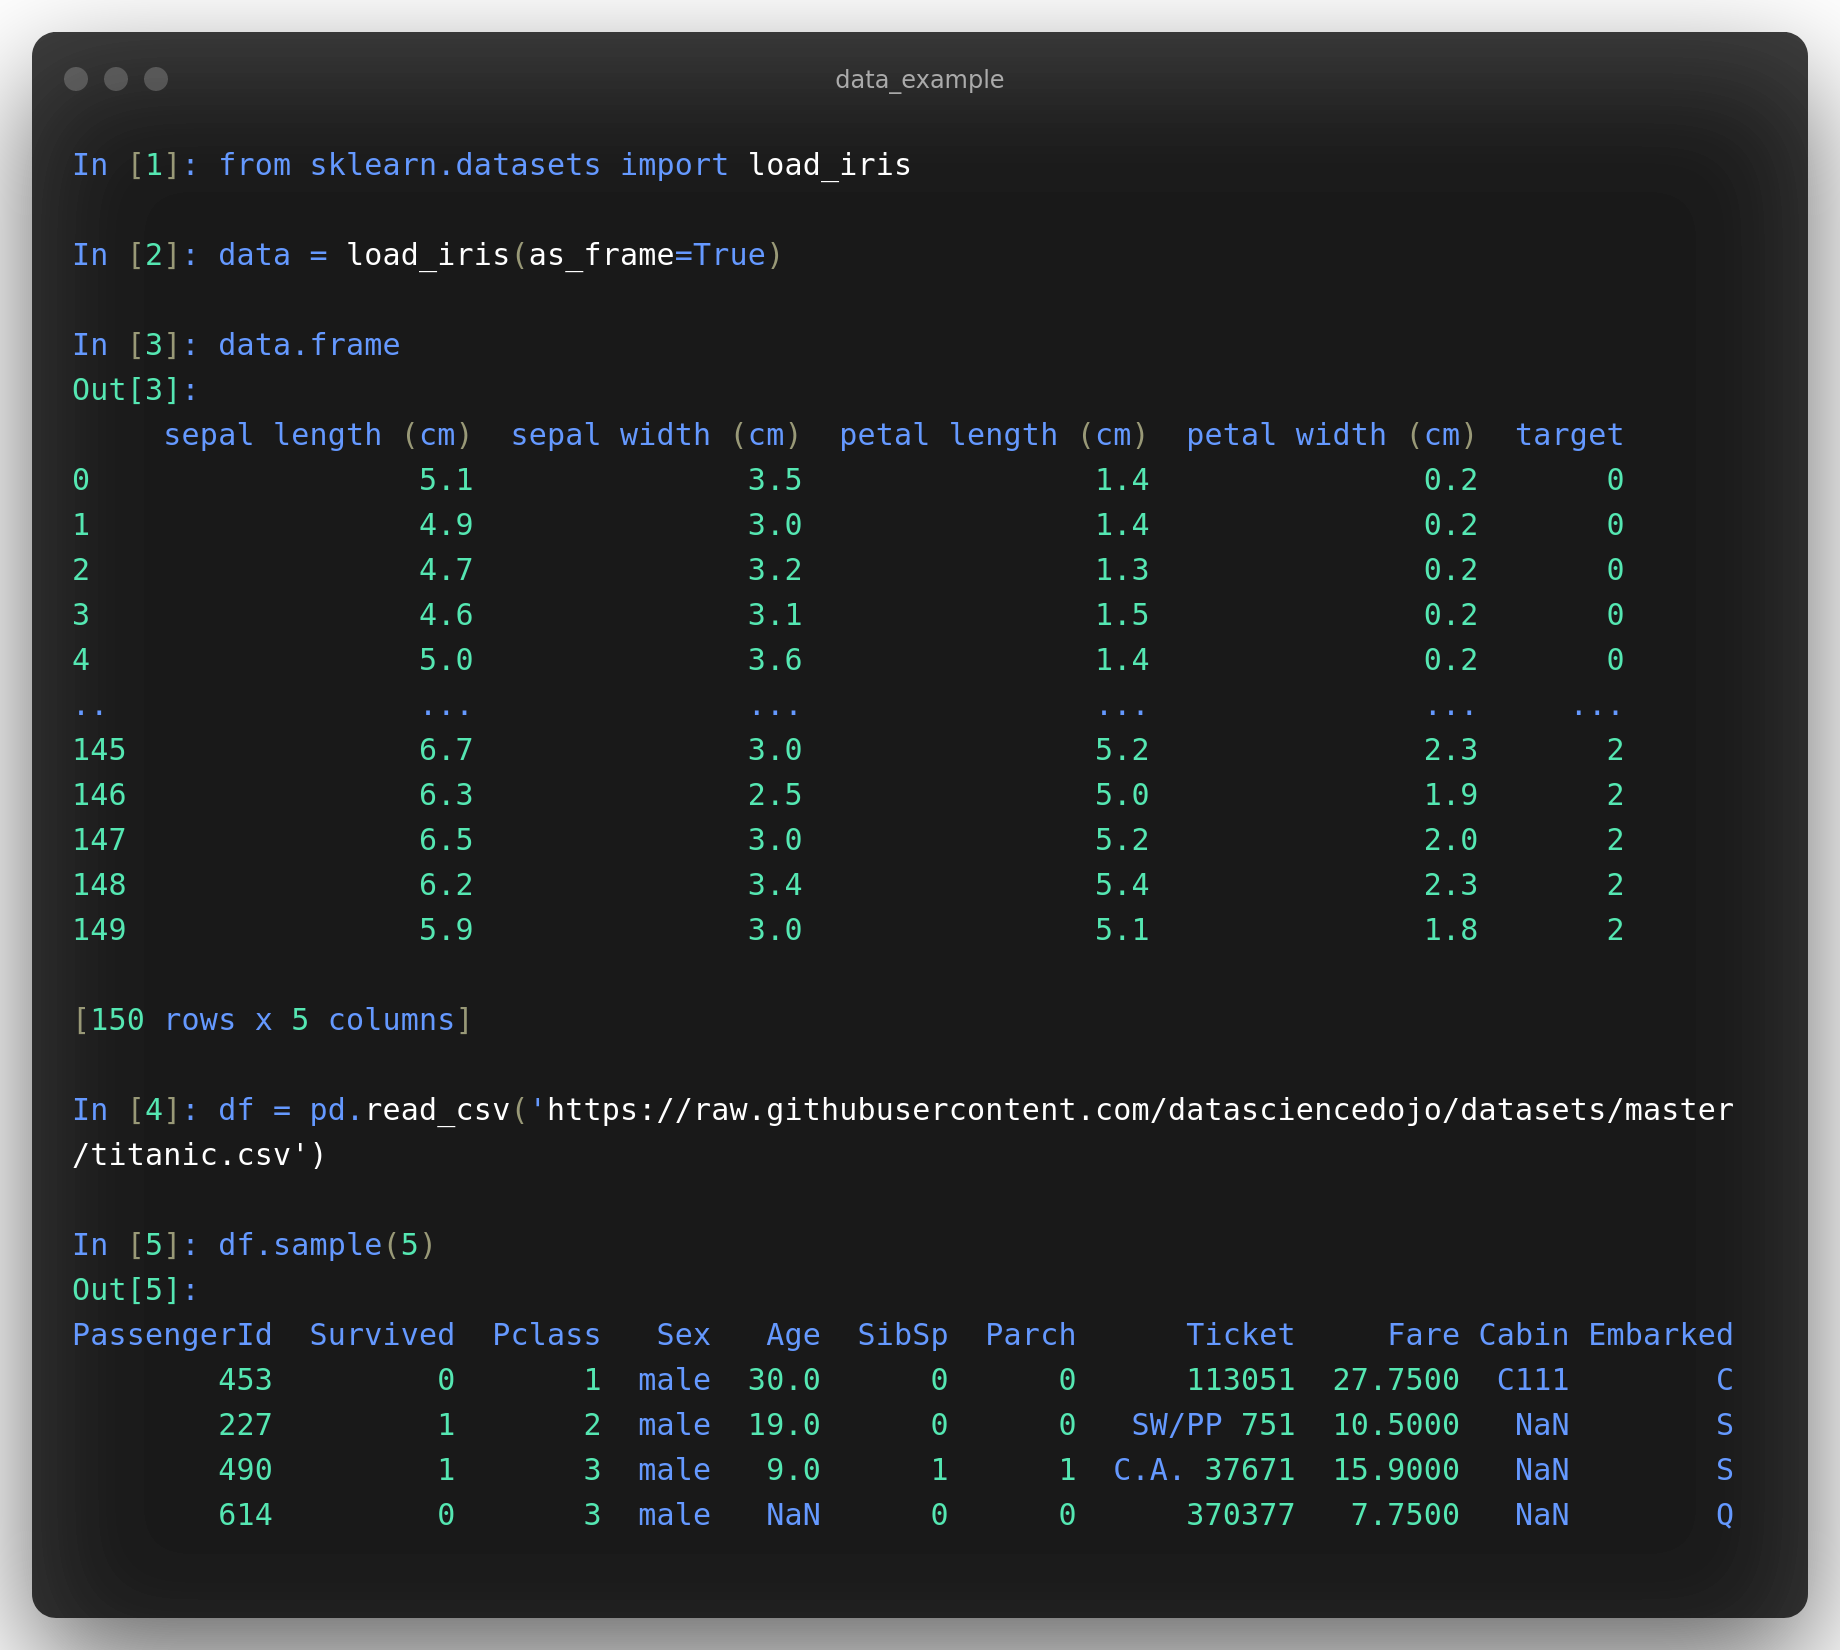 data_example
In [1]: from sklearn.datasets import load_iris
In [2]: data = load_iris(as_frame=True)
In [3]: data.frame
Out[3]:
     sepal length (cm)  sepal width (cm)  petal length (cm)  petal width (cm)  target
0                  5.1               3.5                1.4               0.2       0
1                  4.9               3.0                1.4               0.2       0
2                  4.7               3.2                1.3               0.2       0
3                  4.6               3.1                1.5               0.2       0
4                  5.0               3.6                1.4               0.2       0
..                 ...               ...                ...               ...     ...
145                6.7               3.0                5.2               2.3       2
146                6.3               2.5                5.0               1.9       2
147                6.5               3.0                5.2               2.0       2
148                6.2               3.4                5.4               2.3       2
149                5.9               3.0                5.1               1.8       2
[150 rows x 5 columns]
In [4]: df = pd.read_csv('https://raw.githubusercontent.com/datasciencedojo/datasets/master
/titanic.csv')
In [5]: df.sample(5)
Out[5]:
PassengerId  Survived  Pclass   Sex   Age  SibSp  Parch      Ticket     Fare Cabin Embarked
        453         0       1  male  30.0      0      0      113051  27.7500  C111        C
        227         1       2  male  19.0      0      0   SW/PP 751  10.5000   NaN        S
        490         1       3  male   9.0      1      1  C.A. 37671  15.9000   NaN        S
        614         0       3  male   NaN      0      0      370377   7.7500   NaN        Q